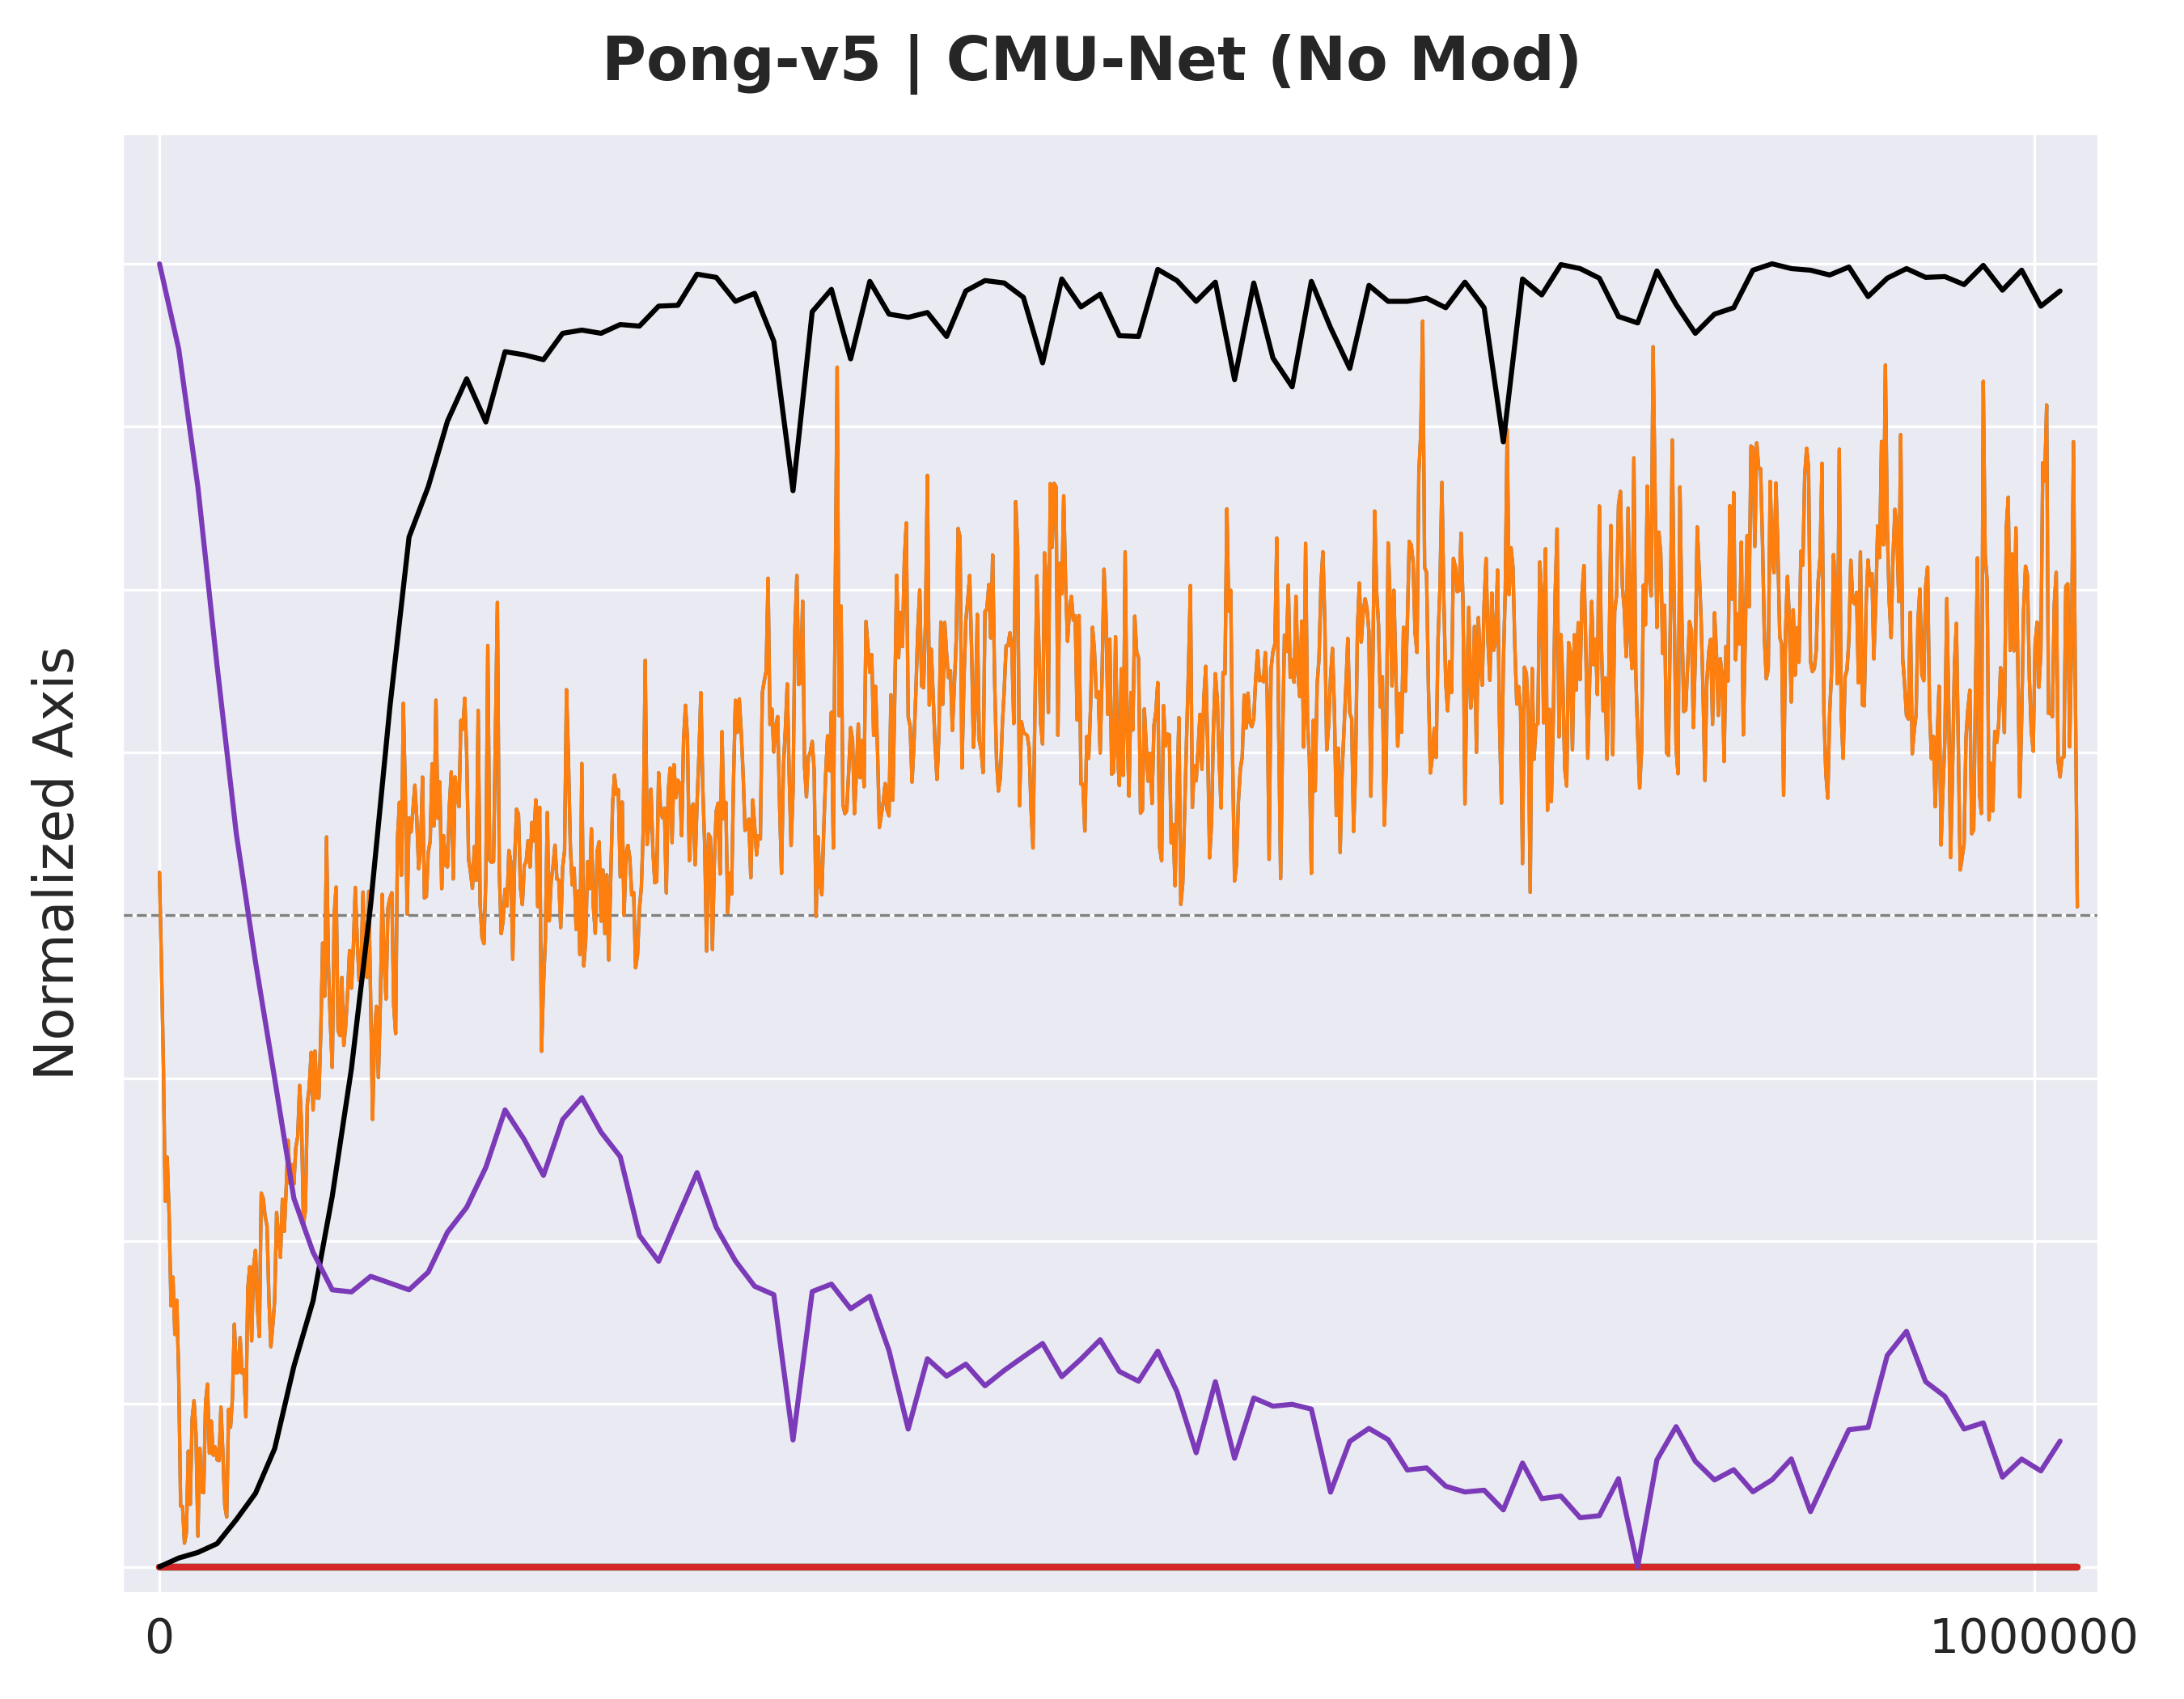 Pong-v5 | CMU-Net (No Mod)
Normalized Axis
0
1000000